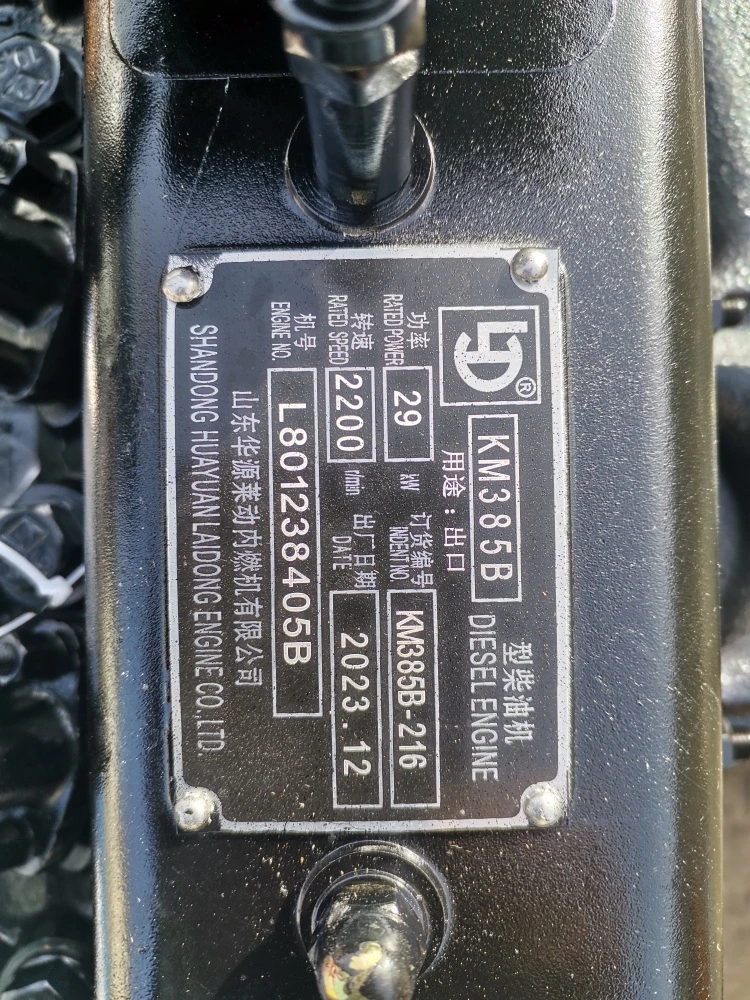 LD® KM385B 型柴油机
DIESEL ENGINE
用途：出口
功率 29 kW 订货编号 KM385B-216
RATED POWER INDENT NO.
转速 2200 r/min 出厂日期 2023.12
RATED SPEED DATE
机号 L801238405B
ENGINE NO.
山东华源莱动内燃机有限公司
SHANDONG HUAYUAN LAIDONG ENGINE CO.,LTD.